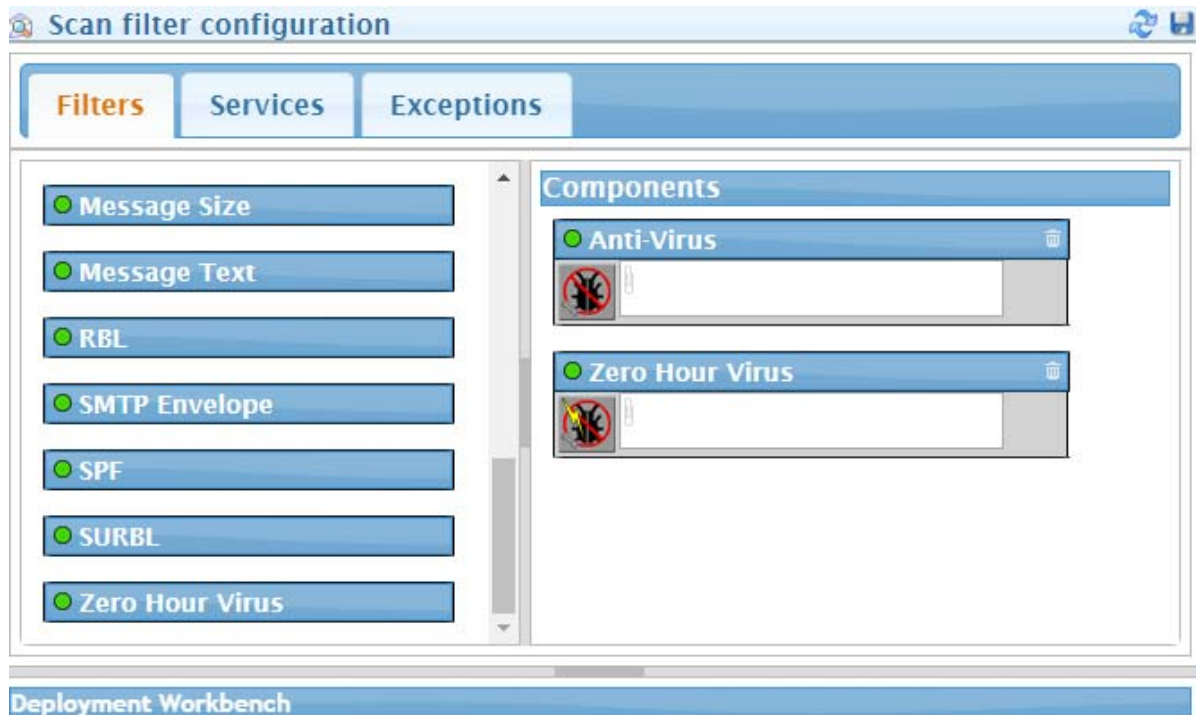 Scan filter configuration
Filters
Services
Exceptions
Message Size
Message Text
RBL
SMTP Envelope
SPF
SURBL
Zero Hour Virus
Components
Anti-Virus
Zero Hour Virus
Deployment Workbench